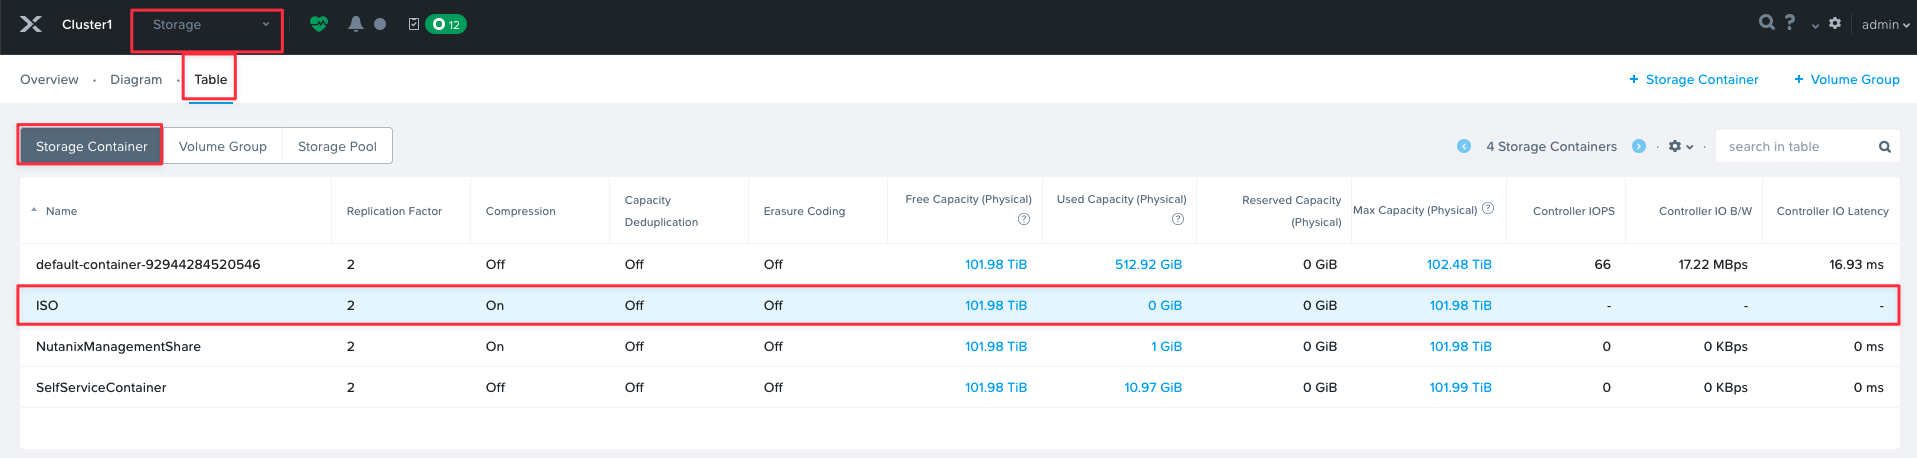 Cluster1 Storage 12 ? admin
Overview · Diagram · Table + Storage Container + Volume Group
Storage Container Volume Group Storage Pool 4 Storage Containers · · search in table
Name Replication Factor Compression Capacity Deduplication Erasure Coding Free Capacity (Physical) ? Used Capacity (Physical) ? Reserved Capacity (Physical) Max Capacity (Physical) ? Controller IOPS Controller IO B/W Controller IO Latency
default-container-92944284520546 2 Off Off Off 101.98 TiB 512.92 GiB 0 GiB 102.48 TiB 66 17.22 MBps 16.93 ms
ISO 2 On Off Off 101.98 TiB 0 GiB 0 GiB 101.98 TiB - - -
NutanixManagementShare 2 On Off Off 101.98 TiB 1 GiB 0 GiB 101.98 TiB 0 0 KBps 0 ms
SelfServiceContainer 2 Off Off Off 101.98 TiB 10.97 GiB 0 GiB 101.99 TiB 0 0 KBps 0 ms